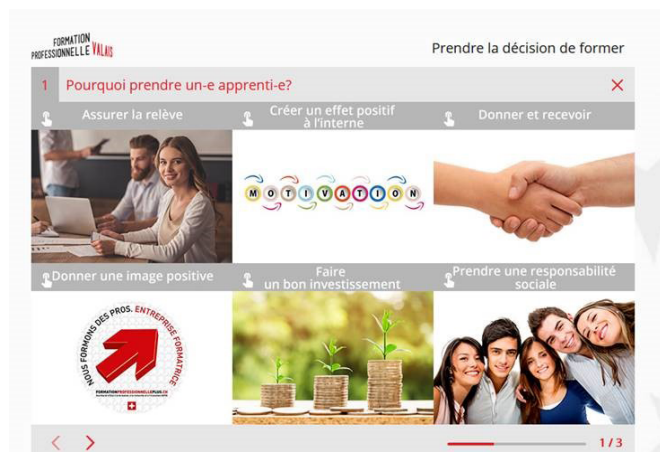 FORMATION
PROFESSIONNELLE VALAIS
Prendre la décision de former
1 Pourquoi prendre un-e apprenti-e?
Assurer la relève
Créer un effet positif
à l'interne
Donner et recevoir
MOTIVATION
Donner une image positive
Faire
un bon investissement
Prendre une responsabilité
sociale
NOUS FORMONS DES PROS. ENTREPRISE FORMATRICE
FORMATIONPROFESSIONNELLEPLUS.CH
1 / 3